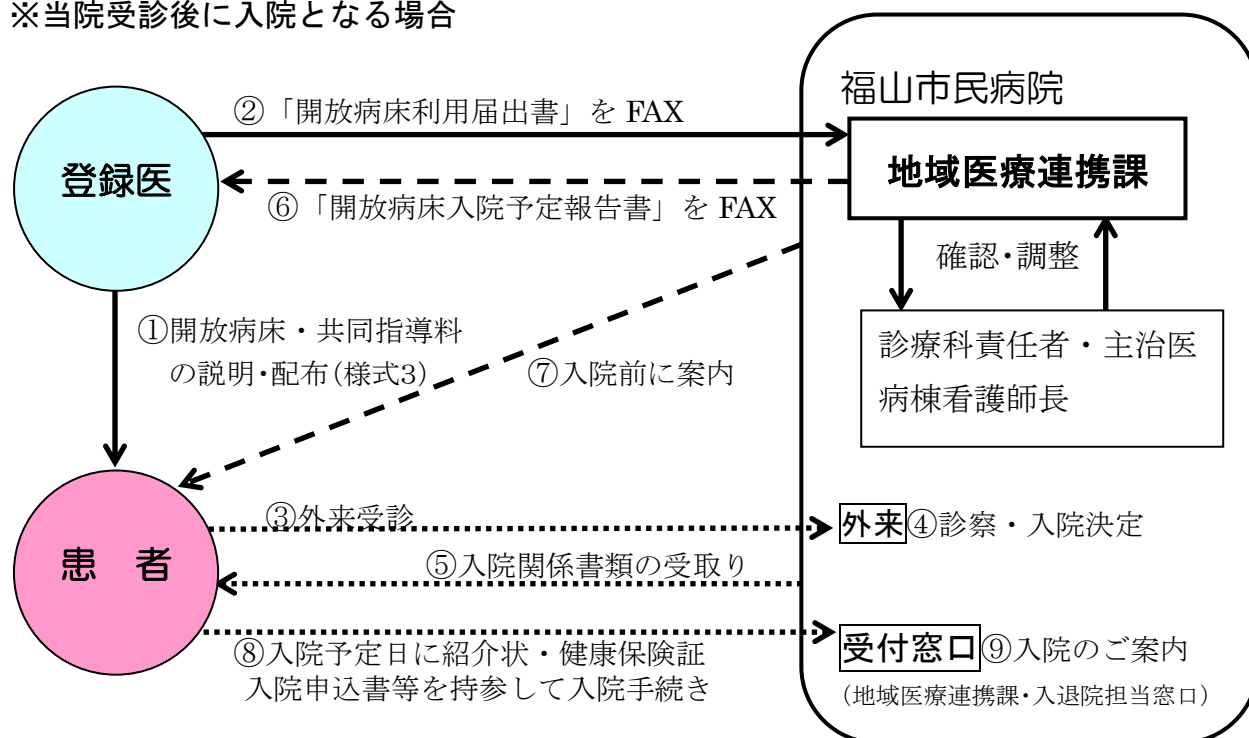 ※当院受診後に入院となる場合
福山市民病院
②「開放病床利用届出書」を FAX
登録医
地域医療連携課
⑥「開放病床入院予定報告書」を FAX
確認・調整
①開放病床・共同指導料
の説明・配布(様式3)
⑦入院前に案内
診療科責任者・主治医
病棟看護師長
③外来受診
外来④診察・入院決定
患 者
⑤入院関係書類の受取り
⑧入院予定日に紹介状・健康保険証
入院申込書等を持参して入院手続き
受付窓口⑨入院のご案内
(地域医療連携課・入退院担当窓口)